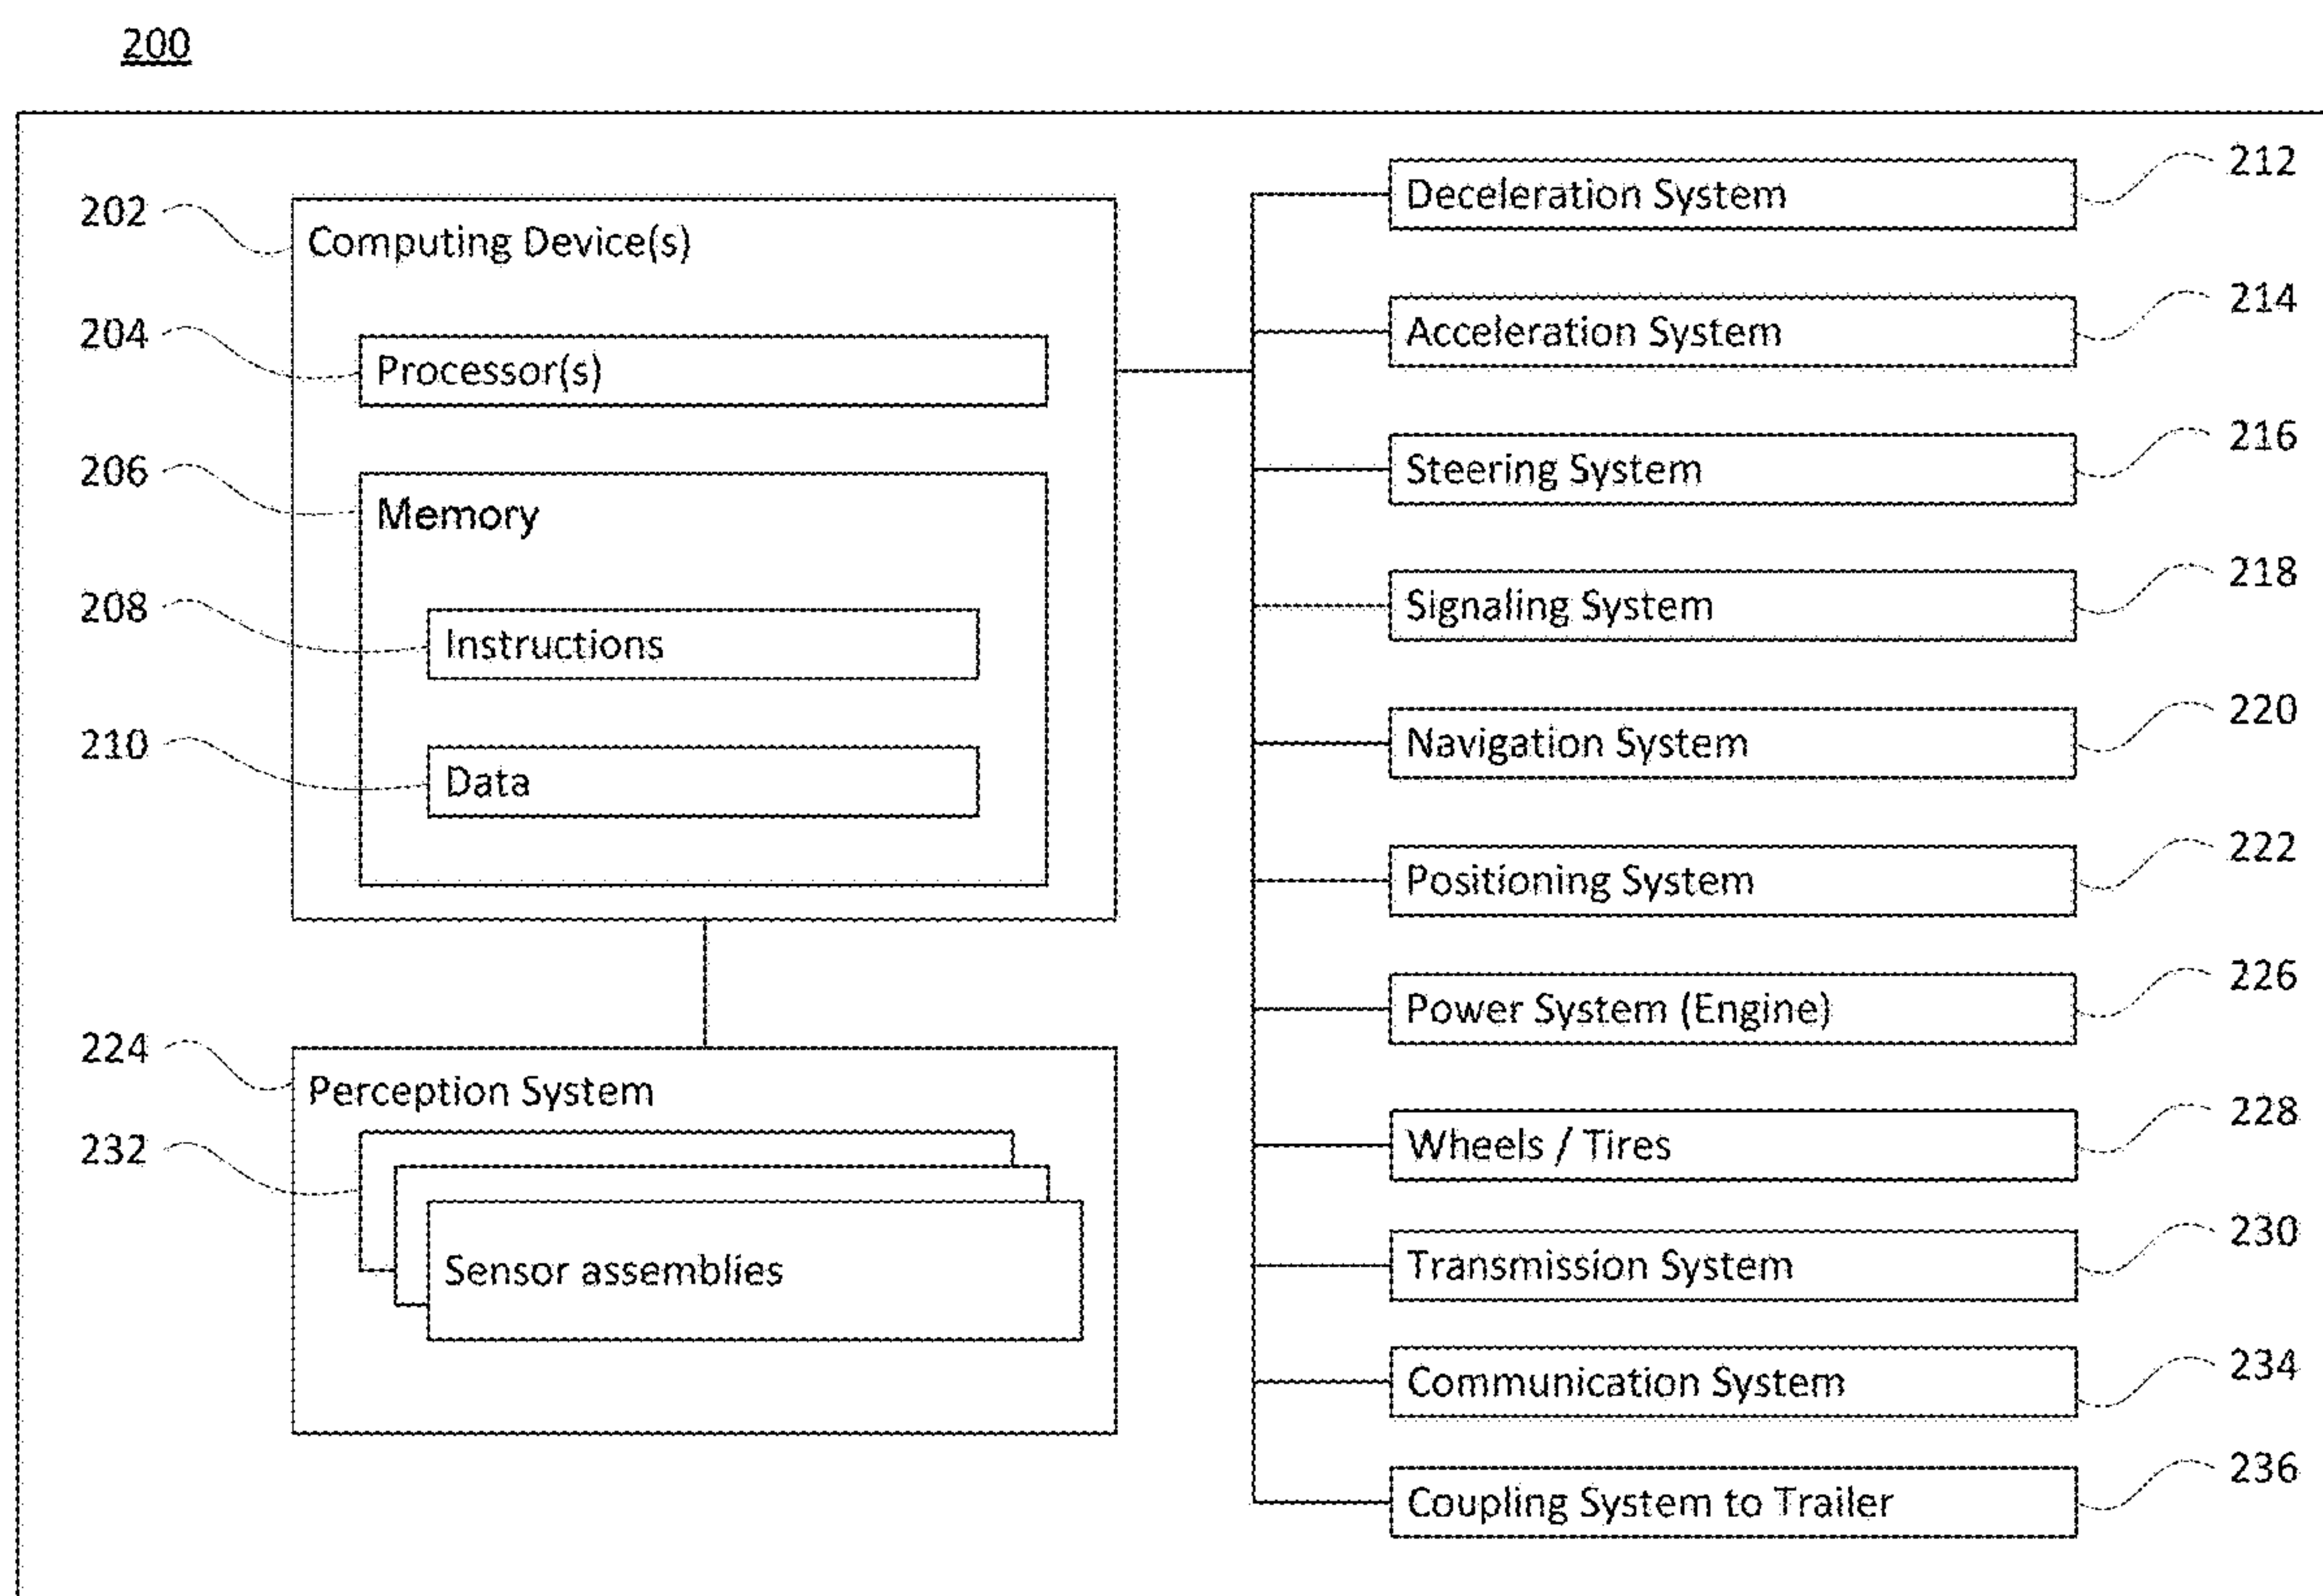 200
202
Computing Device(s)
204
Processor(s)
206
Memory
208
Instructions
210
Data
224
Perception System
232
Sensor assemblies
Deceleration System
212
Acceleration System
214
Steering System
216
Signaling System
218
Navigation System
220
Positioning System
222
Power System (Engine)
226
Wheels / Tires
228
Transmission System
230
Communication System
234
Coupling System to Trailer
236